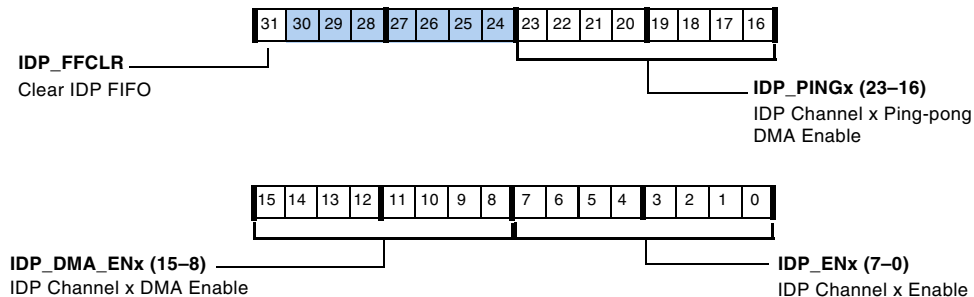 31 30 29 28 27 26 25 24 23 22 21 20 19 18 17 16
IDP_FFCLR
Clear IDP FIFO
IDP_PINGx (23–16)
IDP Channel x Ping-pong
DMA Enable
15 14 13 12 11 10 9 8 7 6 5 4 3 2 1 0
IDP_DMA_ENx (15–8)
IDP Channel x DMA Enable
IDP_ENx (7–0)
IDP Channel x Enable